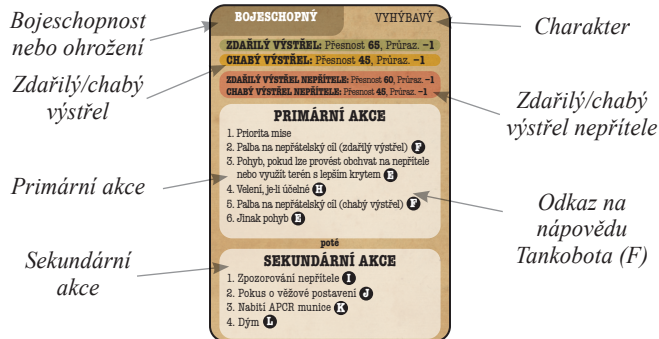 Bojeschopnost
nebo ohrožení
Zdařilý/chabý
výstřel
Primární akce
Sekundární
akce
BOJESCHOPNÝ
VYHÝBAVÝ
ZDAŘILÝ VÝSTŘEL: Přesnost 65, Průraz. −1
CHABÝ VÝSTŘEL: Přesnost 45, Průraz. −1
ZDAŘILÝ VÝSTŘEL NEPŘÍTELE: Přesnost 60, Průraz. −1
CHABÝ VÝSTŘEL NEPŘÍTELE: Přesnost 45, Průraz. −1
PRIMÁRNÍ AKCE
1. Priorita mise
2. Palba na nepřátelský cíl (zdařilý výstřel) F
3. Pohyb, pokud lze provést obchvat na nepřítele
nebo využít terén s lepším krytem E
4. Velení, je-li účelné H
5. Palba na nepřátelský cíl (chabý výstřel) F
6. Jinak pohyb E
poté
SEKUNDÁRNÍ AKCE
1. Zpozorování nepřítele I
2. Pokus o věžové postavení J
3. Nabití APCR munice K
4. Dým L
Charakter
Zdařilý/chabý
výstřel nepřítele
Odkaz na
nápovědu
Tankobota (F)